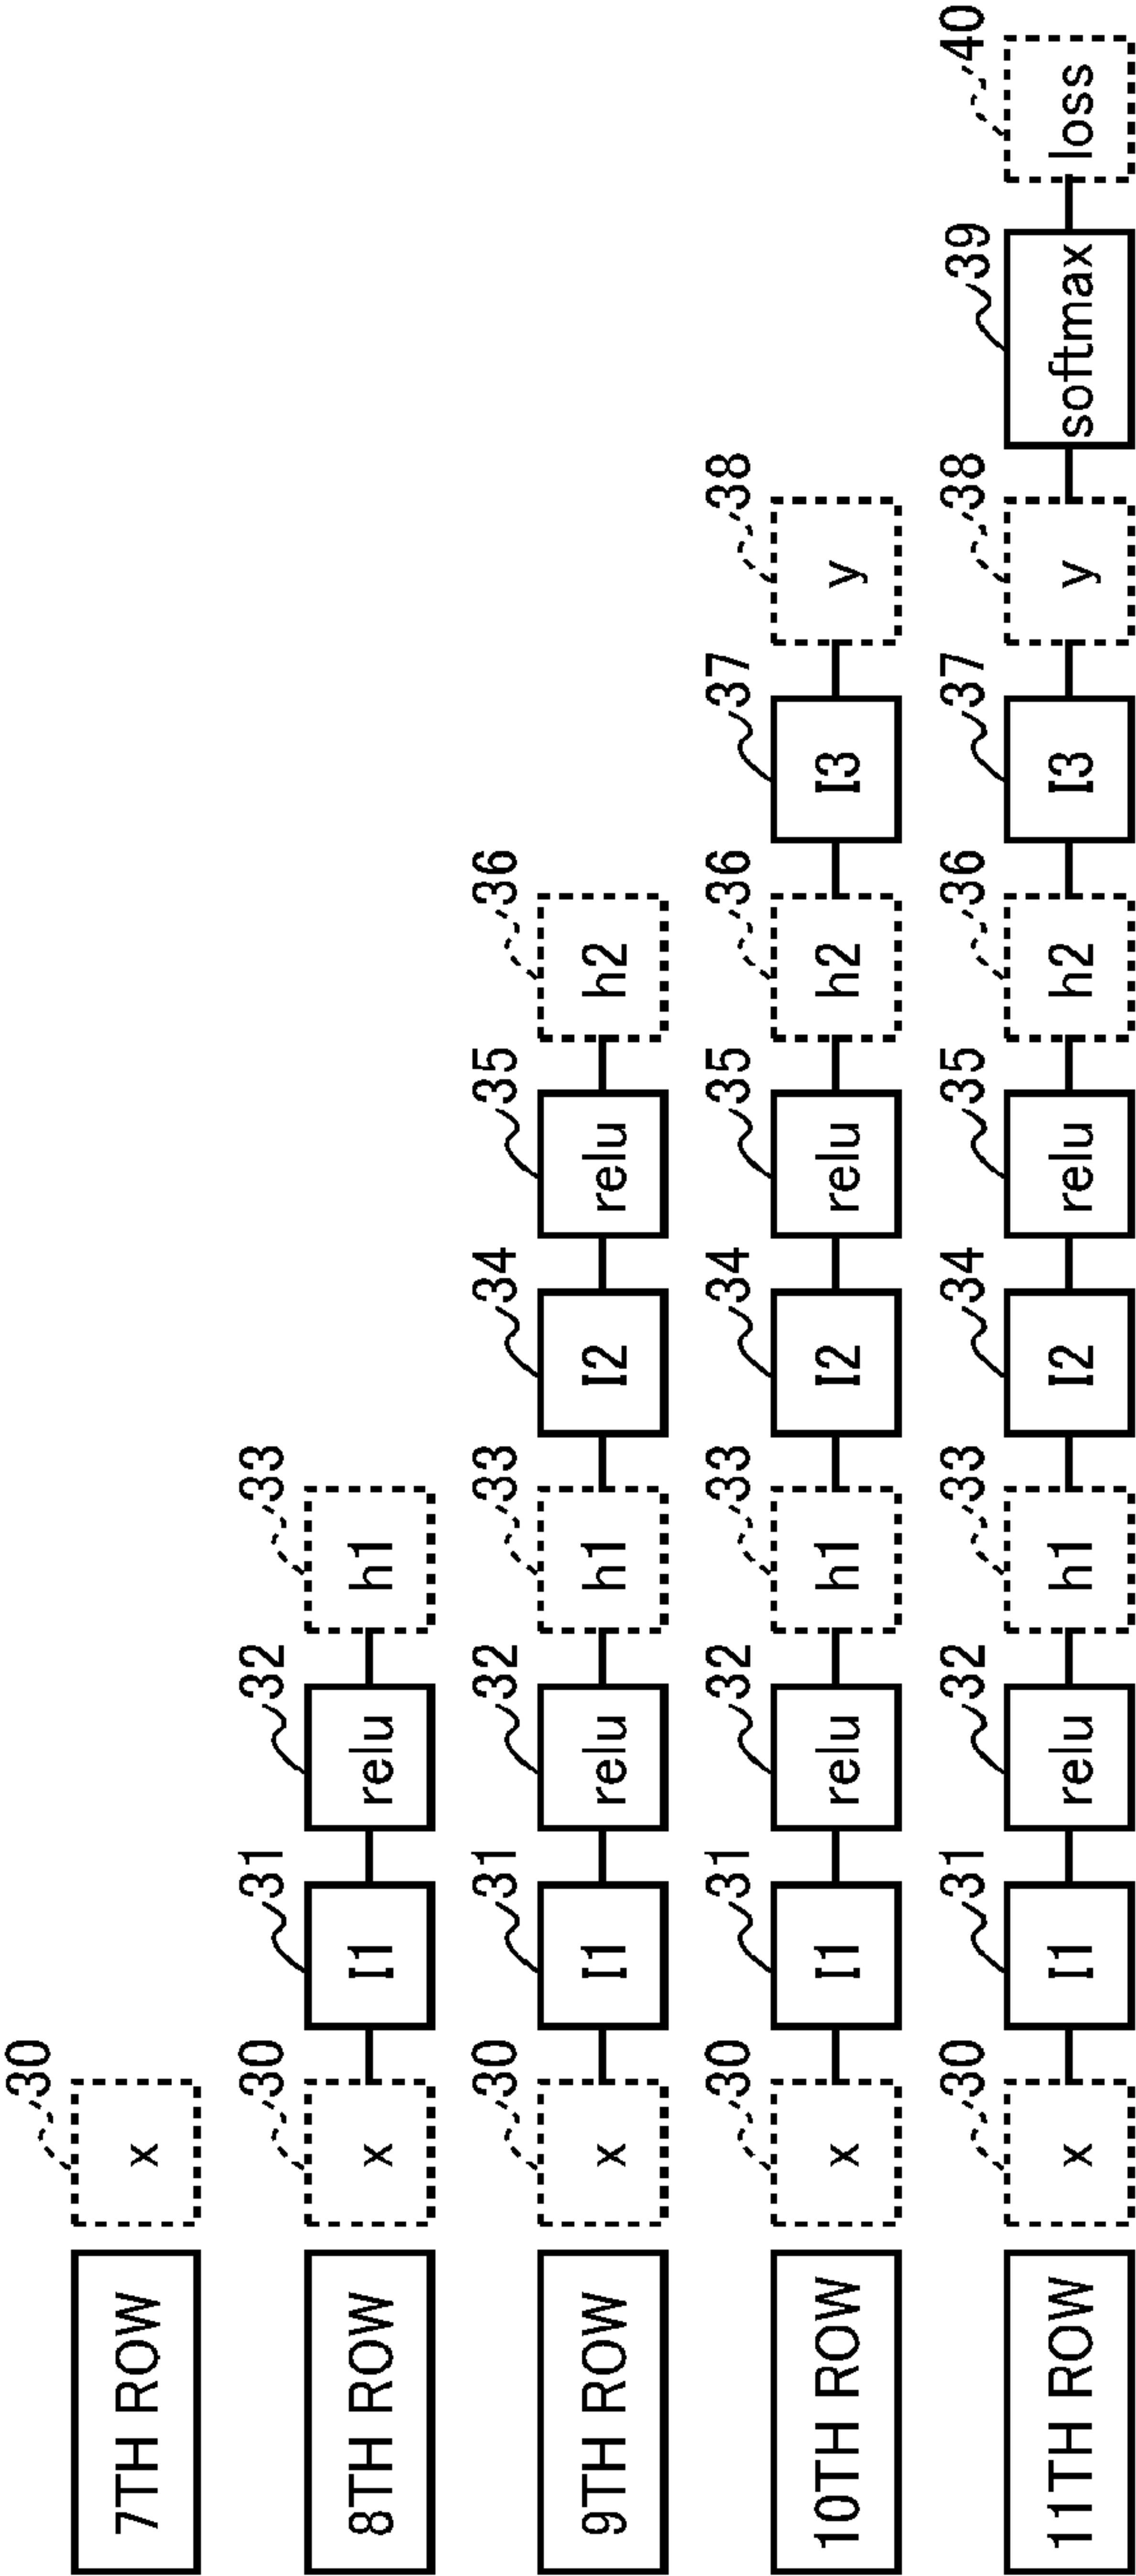 30
7TH ROW x
30 31 32 33
8TH ROW x I1 relu h1
30 31 32 33 34 35 36
9TH ROW x I1 relu h1 I2 relu h2
30 31 32 33 34 35 36 37 38
10TH ROW x I1 relu h1 I2 relu h2 I3 y
30 31 32 33 34 35 36 37 38 39 40
11TH ROW x I1 relu h1 I2 relu h2 I3 y softmax loss